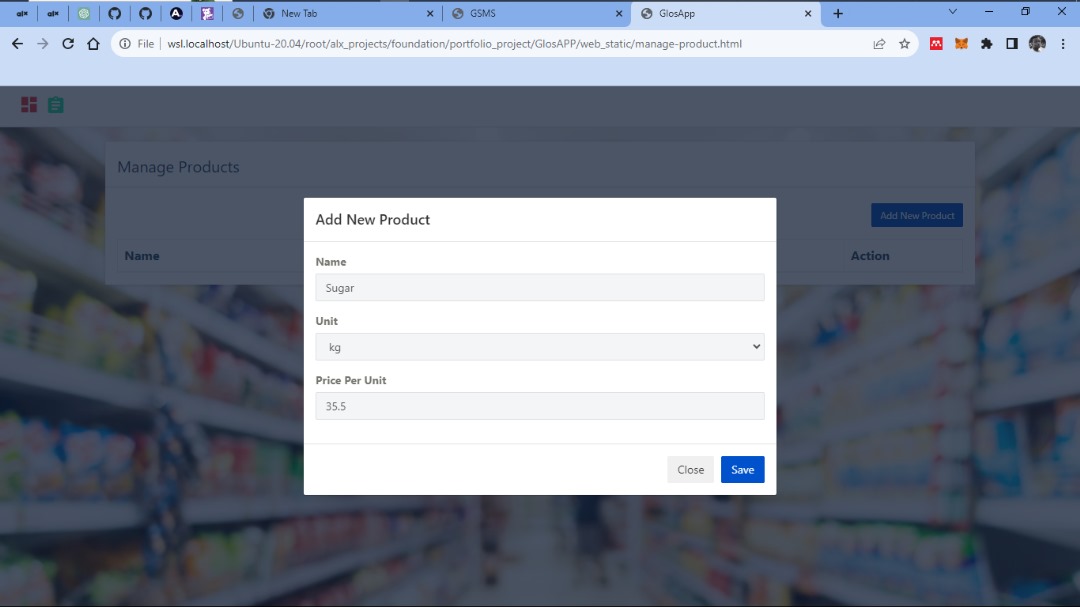 alx
alx
New Tab
GSMS
GlosApp
File
wsl.localhost/Ubuntu-20.04/root/alx_projects/foundation/portfolio_project/GlosAPP/web_static/manage-product.html
Manage Products
Add New Product
Name
Action
Add New Product
Name
Sugar
Unit
kg
Price Per Unit
35.5
Close
Save